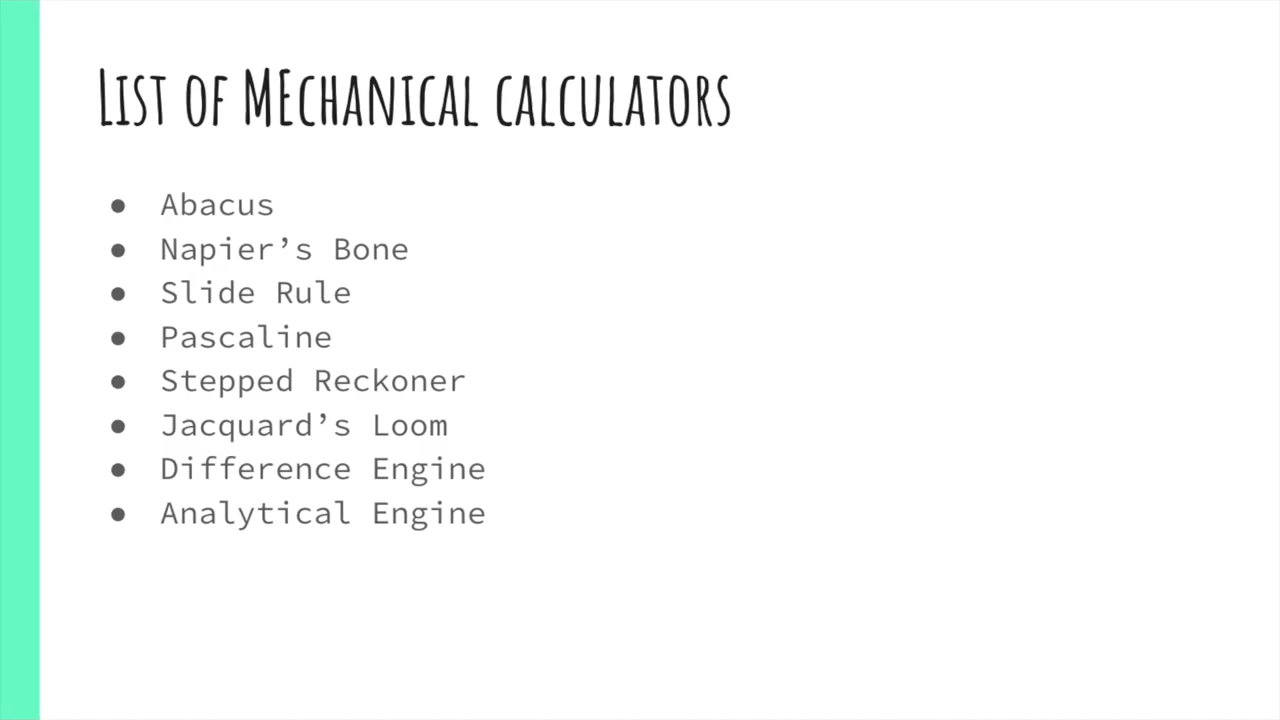 List of MEchanical calculators
● Abacus
● Napier’s Bone
● Slide Rule
● Pascaline
● Stepped Reckoner
● Jacquard’s Loom
● Difference Engine
● Analytical Engine